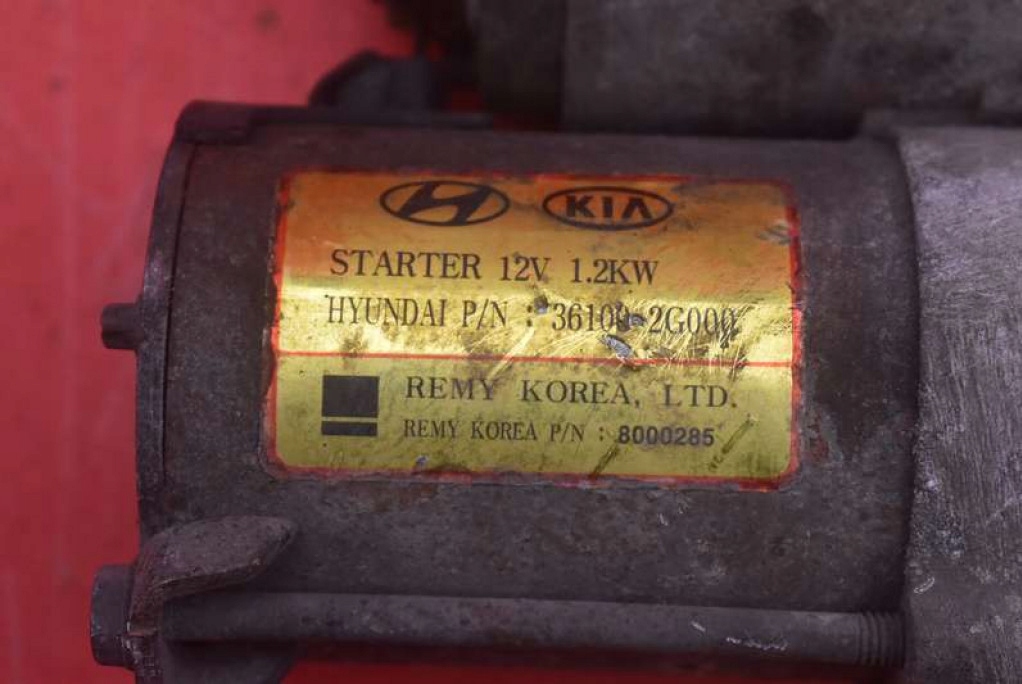 KIA
STARTER 12V 1.2KW
HYUNDAI P/N : 36100-2G000
REMY KOREA, LTD.
REMY KOREA P/N : 8000285